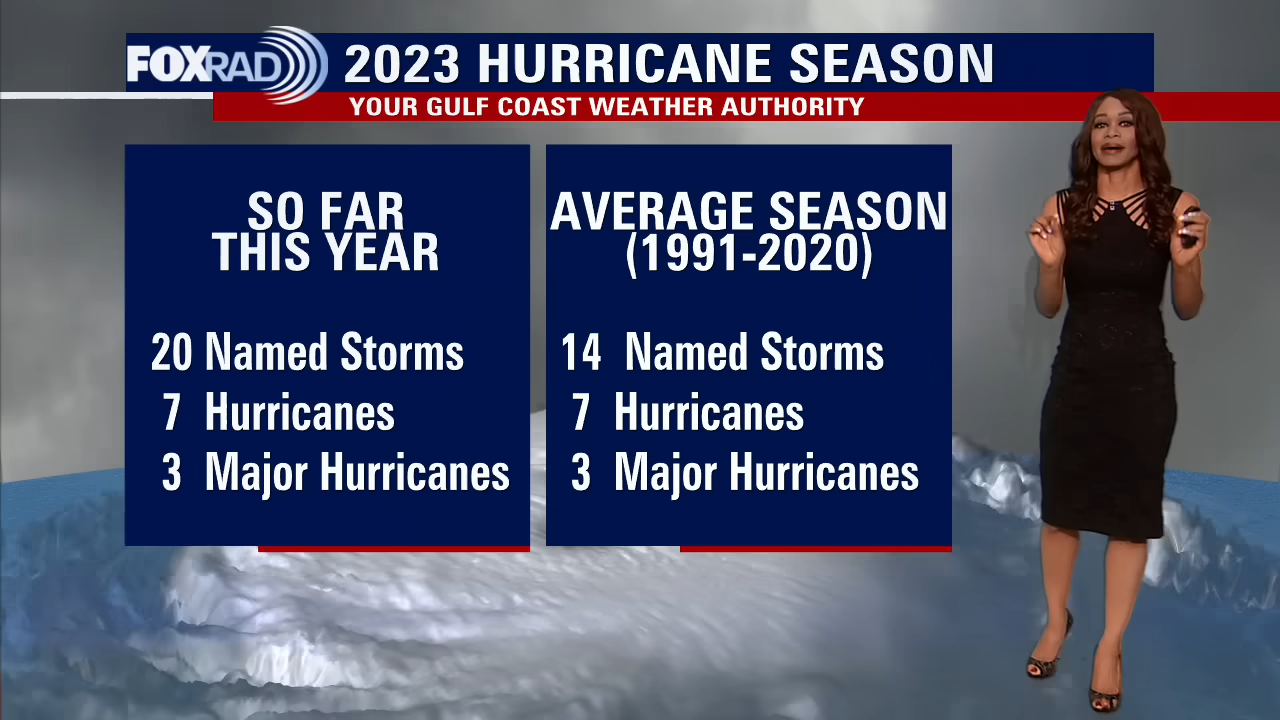 FOXRAD 2023 HURRICANE SEASON
YOUR GULF COAST WEATHER AUTHORITY
SO FAR
THIS YEAR
20 Named Storms
7 Hurricanes
3 Major Hurricanes
AVERAGE SEASON
(1991-2020)
14 Named Storms
7 Hurricanes
3 Major Hurricanes